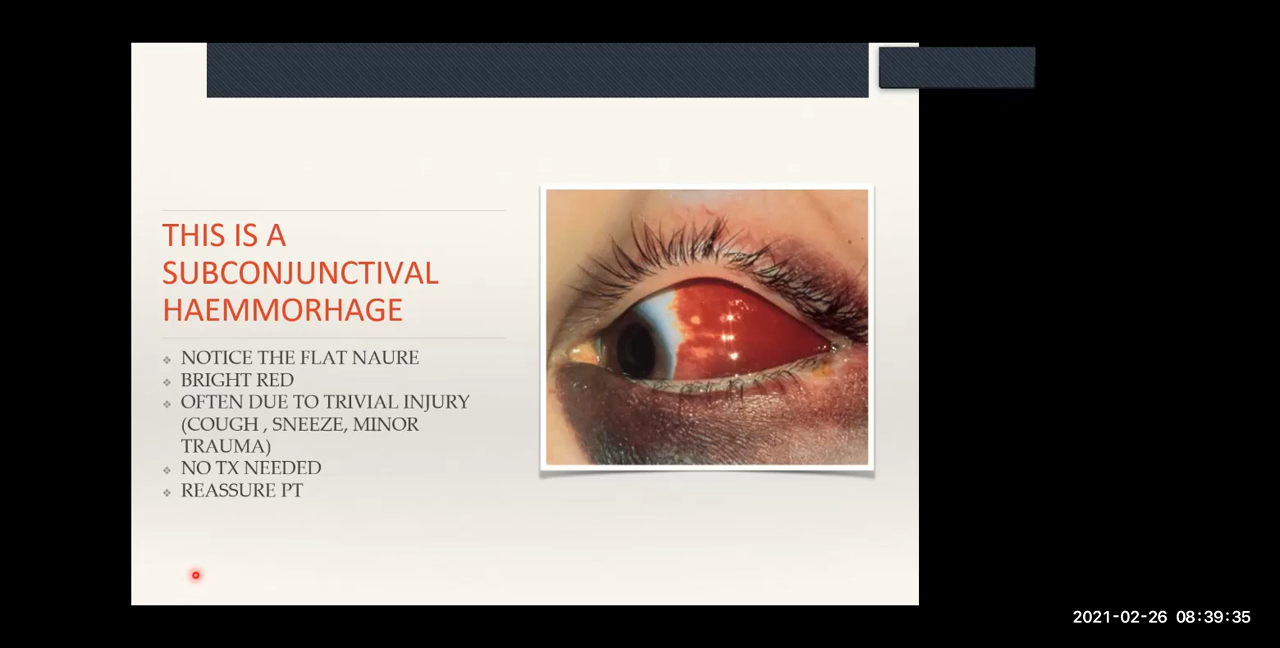 THIS IS A
SUBCONJUNCTIVAL
HAEMMORHAGE
NOTICE THE FLAT NAURE
BRIGHT RED
OFTEN DUE TO TRIVIAL INJURY
(COUGH , SNEEZE, MINOR
TRAUMA)
NO TX NEEDED
REASSURE PT
2021-02-26 08:39:35